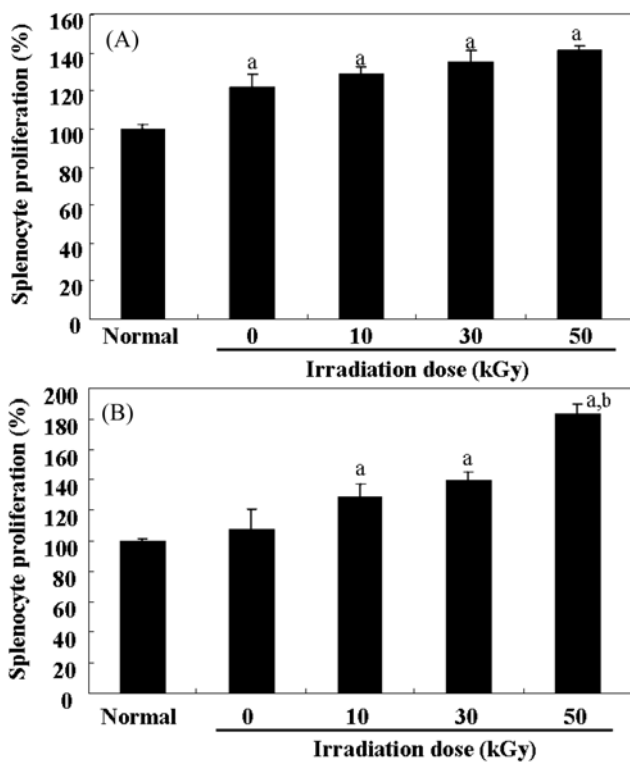 (A)
Splenocyte proliferation (%)
160
140
120
100
80
60
40
20
0
a
a
a
a
Normal
0
10
30
50
Irradiation dose (kGy)
(B)
Splenocyte proliferation (%)
200
180
160
140
120
100
80
60
40
20
0
a
a
a,b
Normal
0
10
30
50
Irradiation dose (kGy)